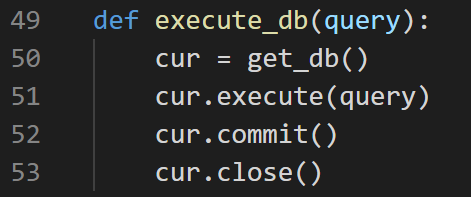 49 def execute_db(query):
50     cur = get_db()
51     cur.execute(query)
52     cur.commit()
53     cur.close()